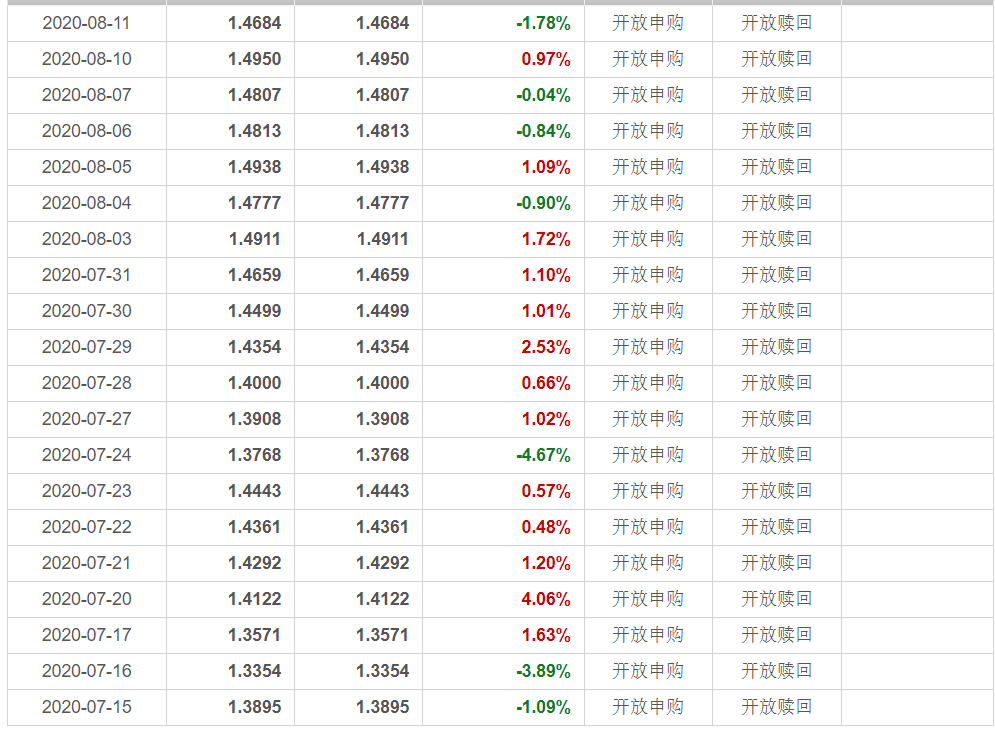 2020-08-11 1.4684 1.4684 -1.78% 开放申购 开放赎回
2020-08-10 1.4950 1.4950 0.97% 开放申购 开放赎回
2020-08-07 1.4807 1.4807 -0.04% 开放申购 开放赎回
2020-08-06 1.4813 1.4813 -0.84% 开放申购 开放赎回
2020-08-05 1.4938 1.4938 1.09% 开放申购 开放赎回
2020-08-04 1.4777 1.4777 -0.90% 开放申购 开放赎回
2020-08-03 1.4911 1.4911 1.72% 开放申购 开放赎回
2020-07-31 1.4659 1.4659 1.10% 开放申购 开放赎回
2020-07-30 1.4499 1.4499 1.01% 开放申购 开放赎回
2020-07-29 1.4354 1.4354 2.53% 开放申购 开放赎回
2020-07-28 1.4000 1.4000 0.66% 开放申购 开放赎回
2020-07-27 1.3908 1.3908 1.02% 开放申购 开放赎回
2020-07-24 1.3768 1.3768 -4.67% 开放申购 开放赎回
2020-07-23 1.4443 1.4443 0.57% 开放申购 开放赎回
2020-07-22 1.4361 1.4361 0.48% 开放申购 开放赎回
2020-07-21 1.4292 1.4292 1.20% 开放申购 开放赎回
2020-07-20 1.4122 1.4122 4.06% 开放申购 开放赎回
2020-07-17 1.3571 1.3571 1.63% 开放申购 开放赎回
2020-07-16 1.3354 1.3354 -3.89% 开放申购 开放赎回
2020-07-15 1.3895 1.3895 -1.09% 开放申购 开放赎回